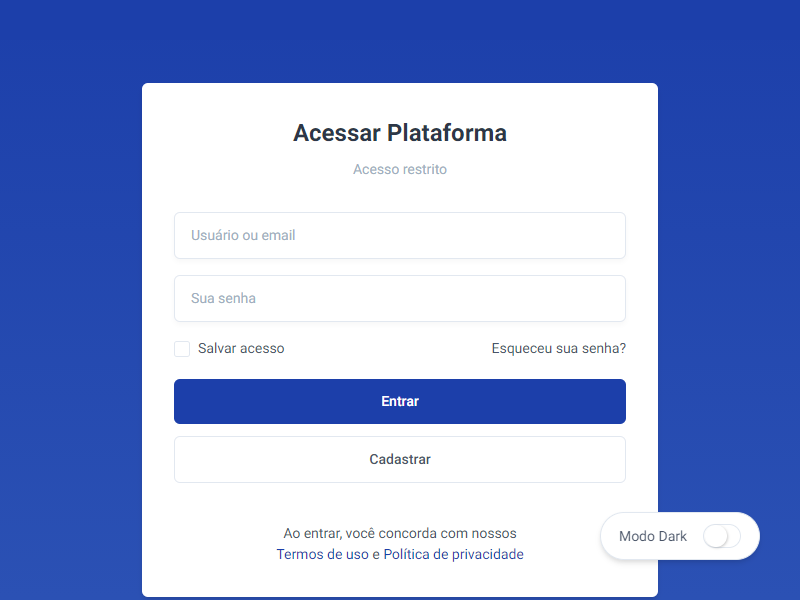 Acessar Plataforma
Acesso restrito
Usuário ou email
Sua senha
Salvar acesso
Esqueceu sua senha?
Entrar
Cadastrar
Ao entrar, você concorda com nossos
Termos de uso e Política de privacidade
Modo Dark